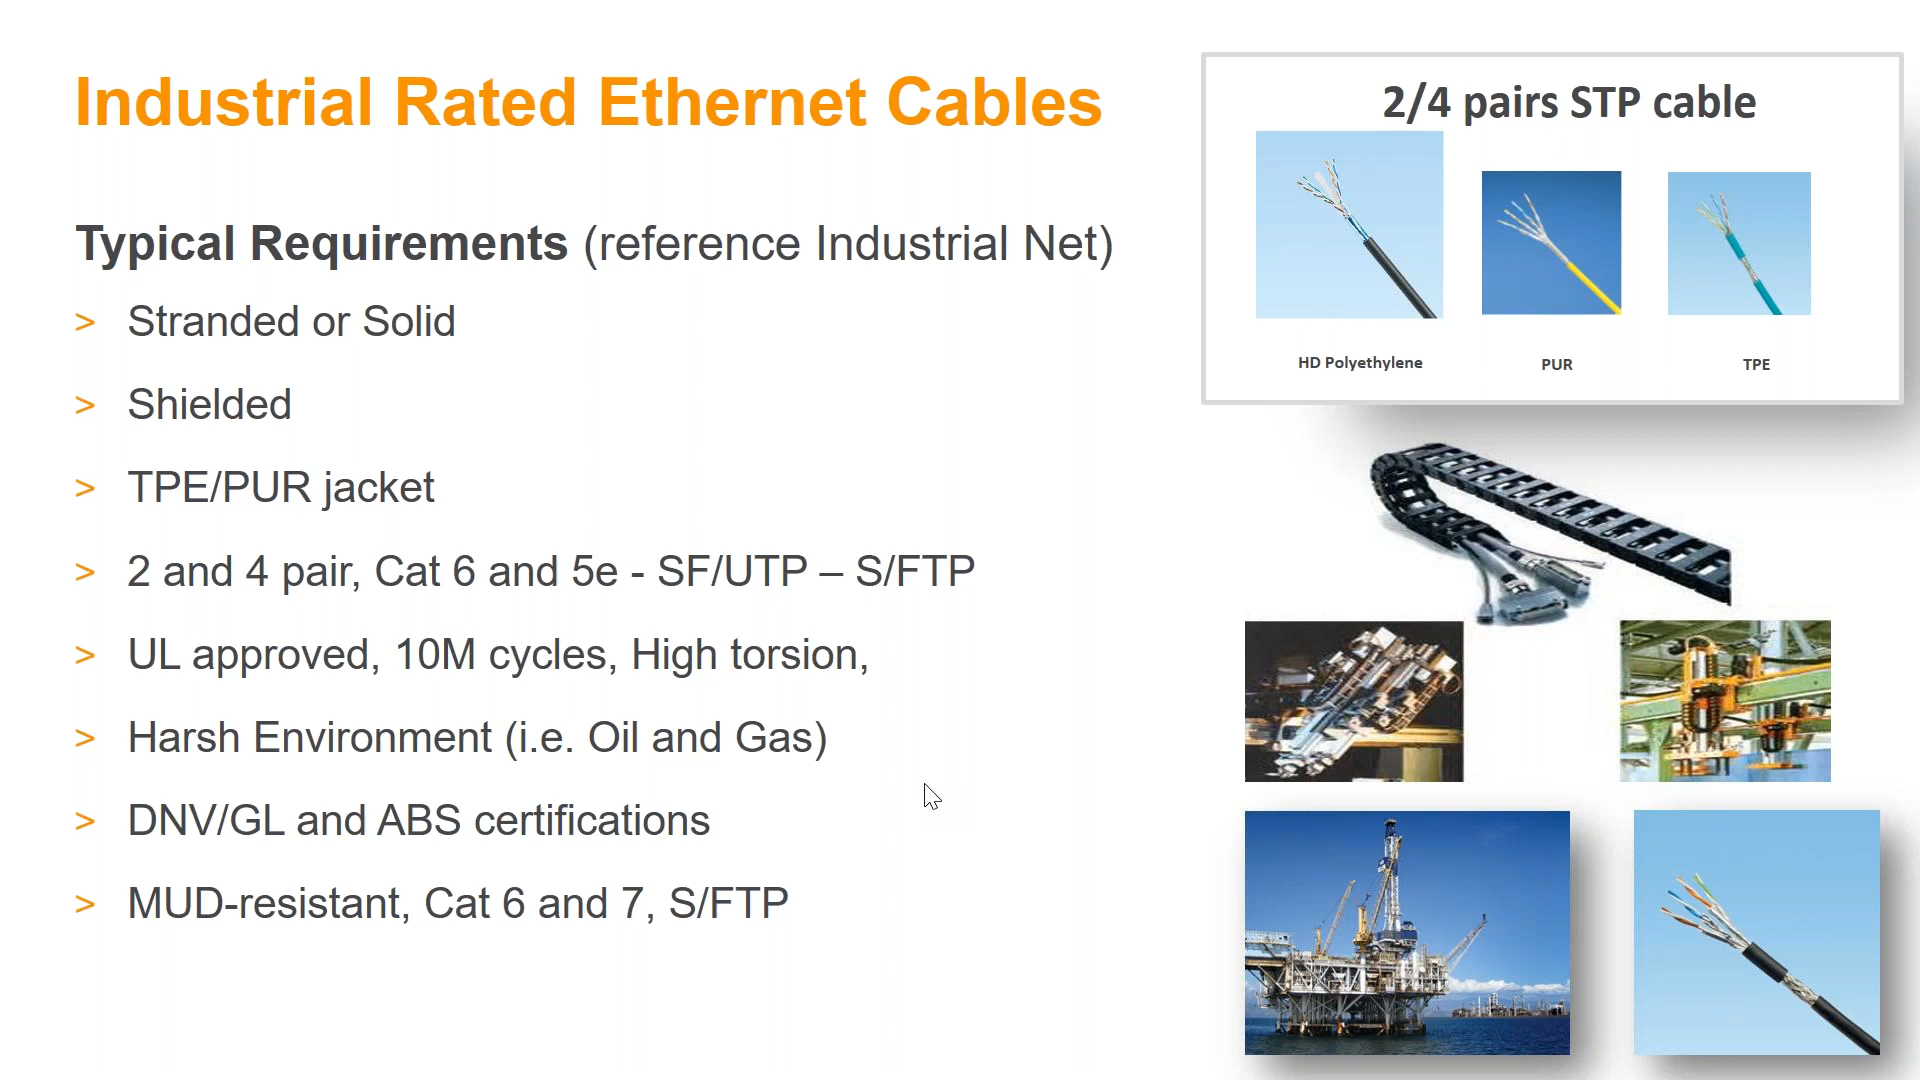 Industrial Rated Ethernet Cables
Typical Requirements (reference Industrial Net)
> Stranded or Solid
> Shielded
> TPE/PUR jacket
> 2 and 4 pair, Cat 6 and 5e - SF/UTP – S/FTP
> UL approved, 10M cycles, High torsion,
> Harsh Environment (i.e. Oil and Gas)
> DNV/GL and ABS certifications
> MUD-resistant, Cat 6 and 7, S/FTP
2/4 pairs STP cable
HD Polyethylene
PUR
TPE